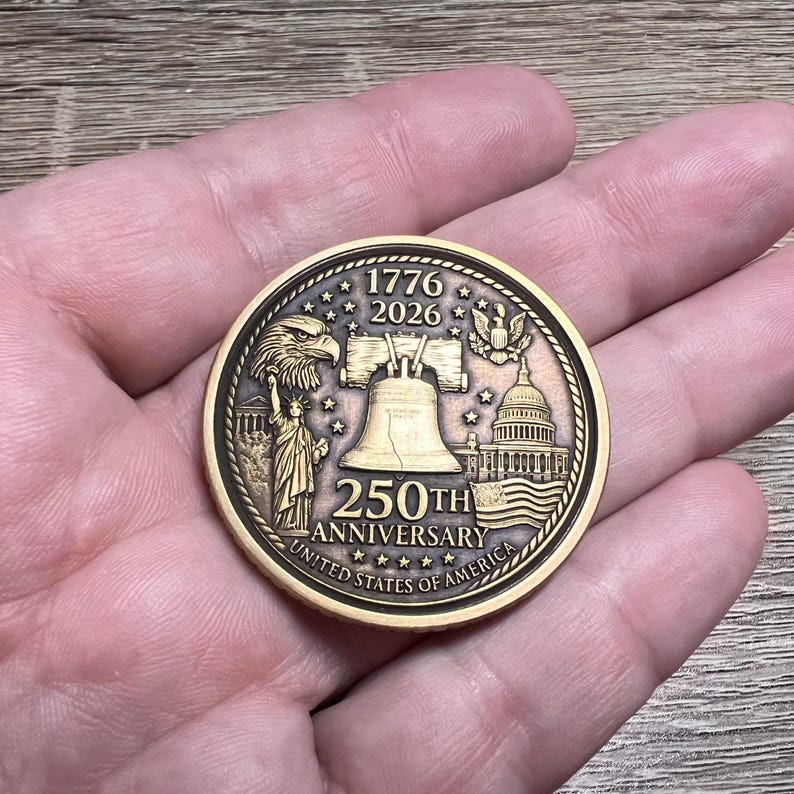 1776
2026
250TH
ANNIVERSARY
UNITED STATES OF AMERICA